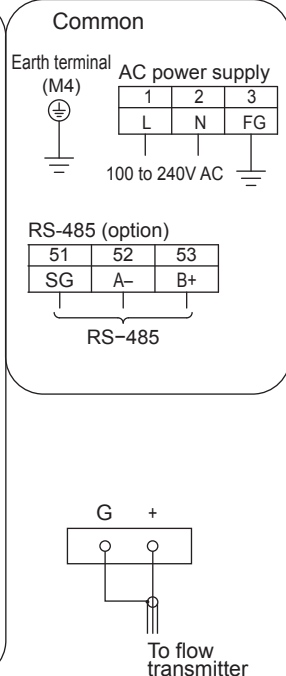 Common
Earth terminal
(M4)
AC power supply
1 2 3
L N FG
100 to 240V AC
RS-485 (option)
51 52 53
SG A– B+
RS−485
G +
To flow
transmitter